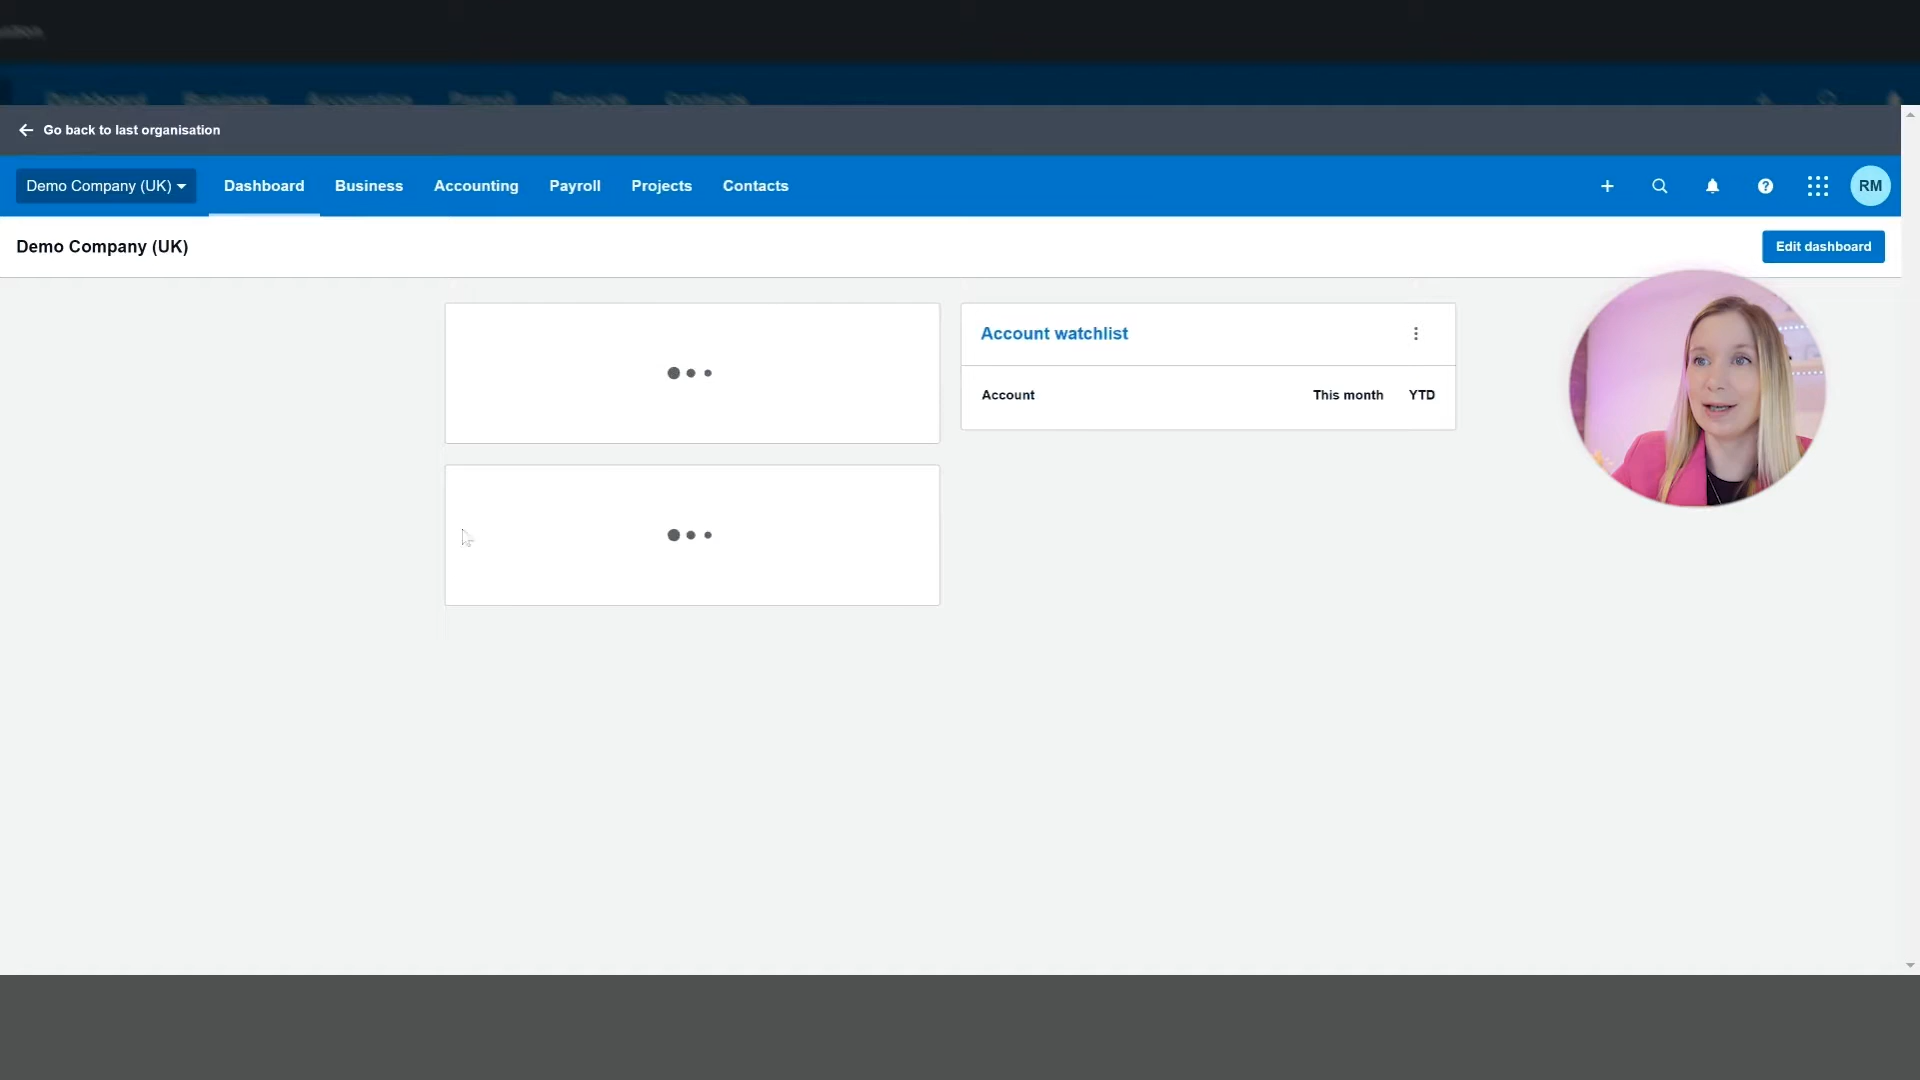 Go back to last organisation
Demo Company (UK) Dashboard Business Accounting Payroll Projects Contacts RM
Demo Company (UK) Edit dashboard
Account watchlist
Account This month YTD